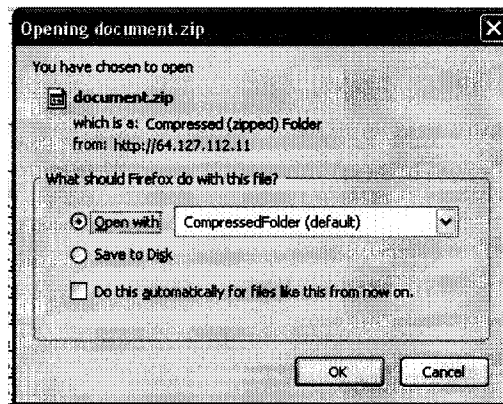 Opening document.zip
You have chosen to open
document.zip
which is a: Compressed (zipped) Folder
from: http://64.127.112.11
What should Firefox do with this file?
Open with CompressedFolder (default)
Save to Disk
Do this automatically for files like this from now on.
OK Cancel